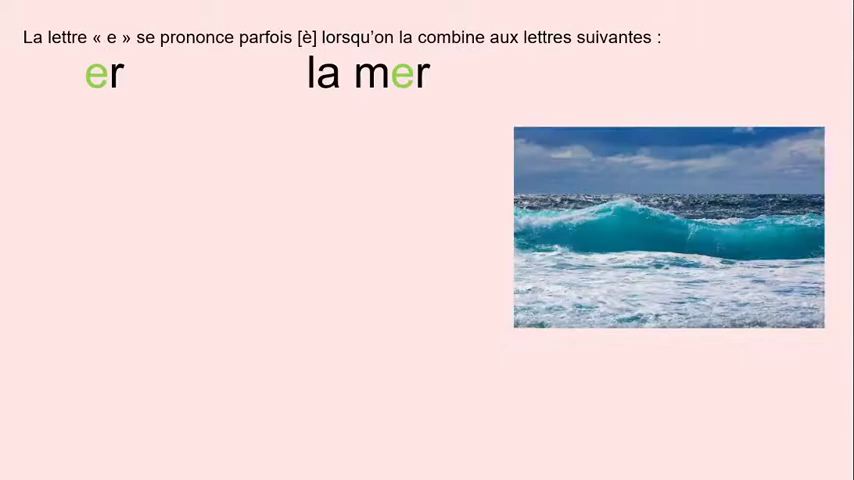 La lettre « e » se prononce parfois [è] lorsqu'on la combine aux lettres suivantes :
er la mer